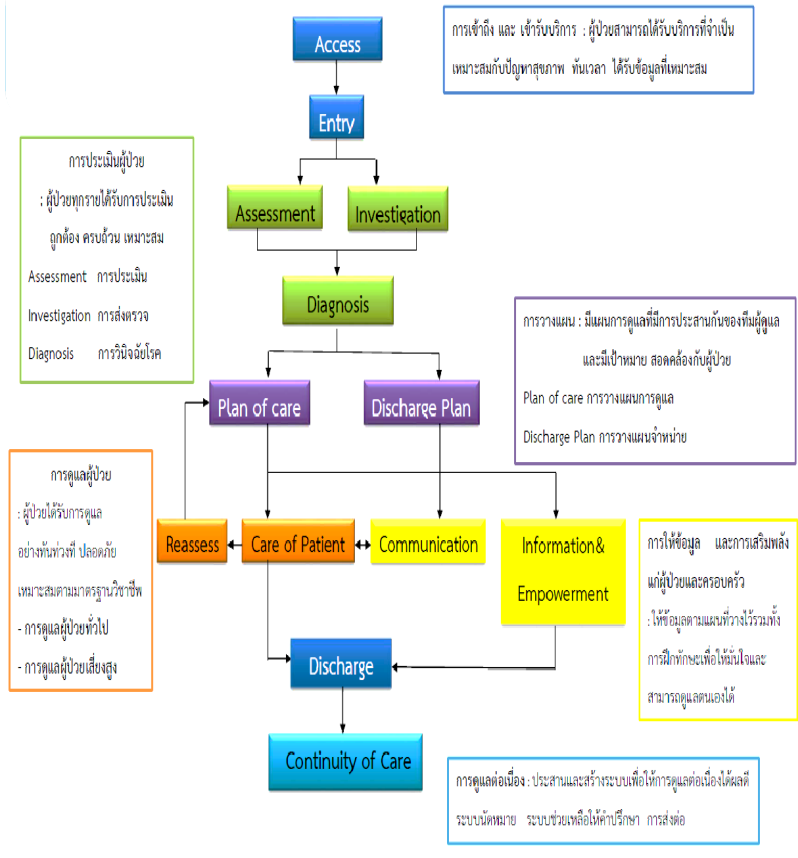 Access
การเข้าถึง และ เข้ารับบริการ : ผู้ป่วยสามารถได้รับบริการที่จำเป็น
เหมาะสมกับปัญหาสุขภาพ ทันเวลา ได้รับข้อมูลที่เหมาะสม
Entry
การประเมินผู้ป่วย
; ผู้ป่วยทุกรายได้รับการประเมิน
ถูกต้อง ครบถ้วน เหมาะสม
Assessment การประเมิน
Investigation การส่งตรวจ
Diagnosis การวินิจฉัยโรค
Assessment
Investigation
Diagnosis
การวางแผน : มีแผนการดูแลที่มีการประสานกันของทีมผู้ดูแล
และมีเป้าหมาย สอดคล้องกับผู้ป่วย
Plan of care การวางแผนการดูแล
Discharge Plan การวางแผนจำหน่าย
Plan of care
Discharge Plan
การดูแลผู้ป่วย
: ผู้ป่วยได้รับการดูแล
อย่างทันท่วงที ปลอดภัย
เหมาะสมตามมาตรฐานวิชาชีพ
- การดูแลผู้ป่วยทั่วไป
- การดูแลผู้ป่วยเสี่ยงสูง
Reassess
Care of Patient
Communication
Information&
Empowerment
การให้ข้อมูล และการเสริมพลัง
แก่ผู้ป่วยและครอบครัว
: ให้ข้อมูลตามแผนที่วางไว้รวมทั้ง
การฝึกทักษะเพื่อให้มั่นใจและ
สามารถดูแลตนเองได้
Discharge
Continuity of Care
การดูแลต่อเนื่อง : ประสานและสร้างระบบเพื่อให้การดูแลต่อเนื่องได้ผลดี
ระบบนัดหมาย ระบบช่วยเหลือให้คำปรึกษา การส่งต่อ